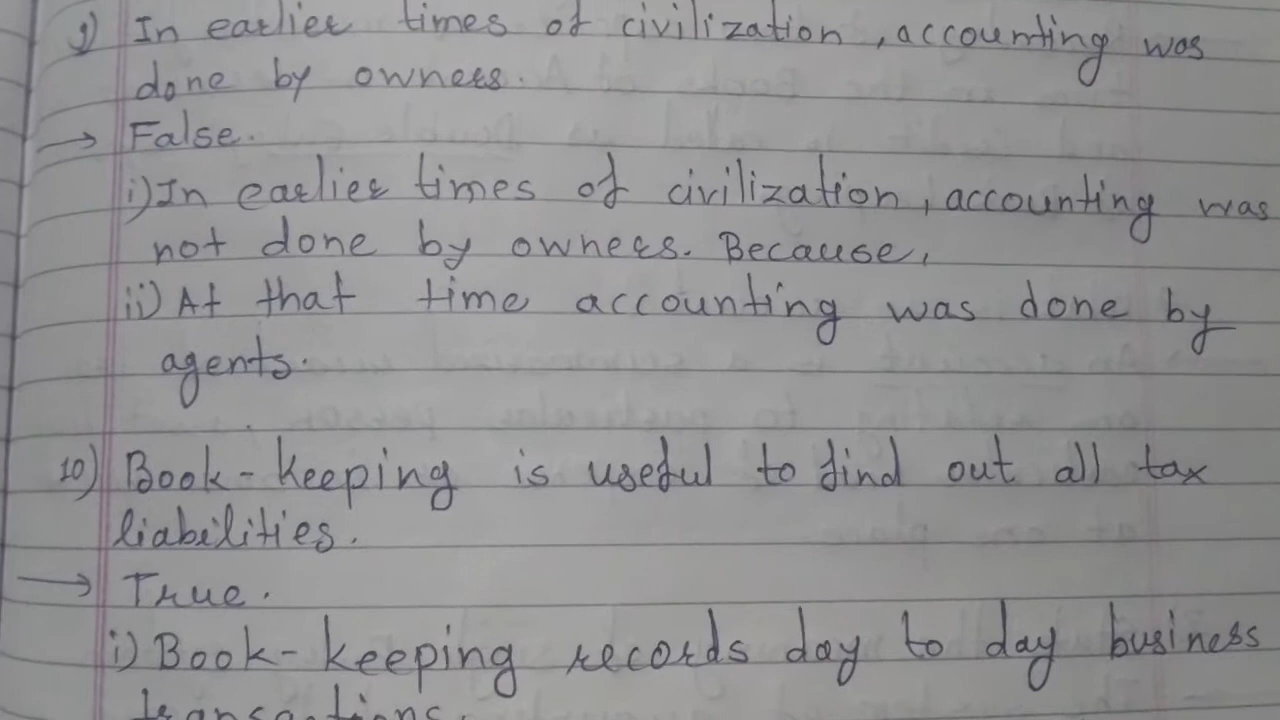 9) In earlier times of civilization, accounting was
done by owners.
→ False.
i) In earlier times of civilization, accounting was
not done by owners. Because,
ii) At that time accounting was done by
agents.
10) Book-keeping is useful to find out all tax
liabilities.
→ True.
i) Book-keeping records day to day business
transactions.